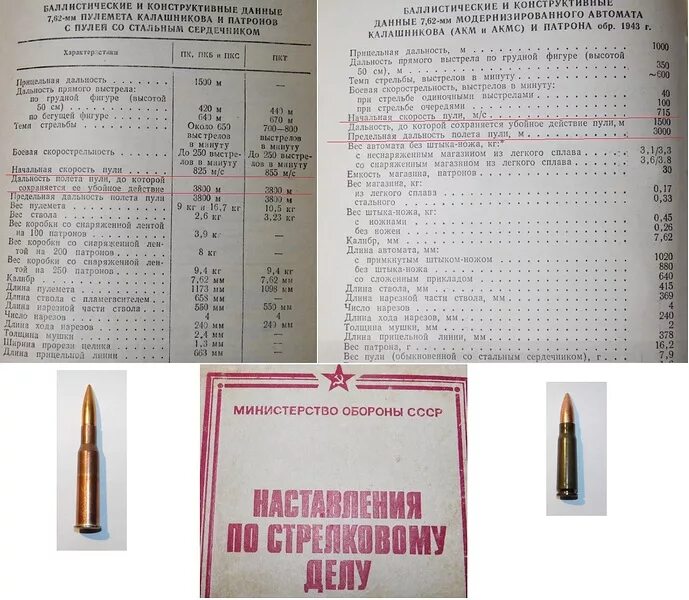 БАЛЛИСТИЧЕСКИЕ И КОНСТРУКТИВНЫЕ ДАННЫЕ
7,62-мм ПУЛЕМЕТА КАЛАШНИКОВА И ПАТРОНОВ
С ПУЛЕЙ СО СТАЛЬНЫМ СЕРДЕЧНИКОМ
Характеристики ПК, ПКБ и ПКС ПКТ
Прицельная дальность 1500 м —
Дальность прямого выстрела:
по грудной фигуре (высотой
50 см) 420 м 440 м
по бегущей фигуре 640 м 670 м
Темп стрельбы Около 650 700—800
выстрелов выстрелов
в минуту в минуту
Боевая скорострельность До 250 выстре- До 250 выстре-
лов в минуту лов в минуту
Начальная скорость пули 825 м/с 855 м/с
Дальность полета пули, до которой
сохраняется ее убойное действие 3800 м 3800 м
Предельная дальность полета пули 3800 м 3800 м
Вес пулемета 9 кг и 16,7 кг 10,5 кг
Вес ствола 2,6 кг 3,23 кг
Вес коробки со снаряженной лентой
на 100 патронов 3,9 кг —
Вес коробки со снаряженной лен-
той на 200 патронов 8 кг —
Вес коробки со снаряженной лен-
той на 250 патронов 9,4 кг 9,4 кг
Калибр 7,62 мм 7,62 мм
Длина пулемета 1173 мм 1098 мм
Длина ствола с пламегасителем 658 мм —
Длина нарезной части ствола 550 мм 550 мм
Число нарезов 4 4
Длина хода нарезов 240 мм 240 мм
Толщина мушки 2,4 мм —
Ширина прорези целика 1,3 мм —
Длина прицельной линии 663 мм —
БАЛЛИСТИЧЕСКИЕ И КОНСТРУКТИВНЫЕ
ДАННЫЕ 7,62-мм МОДЕРНИЗИРОВАННОГО АВТОМАТА
КАЛАШНИКОВА (АКМ и АКМС) И ПАТРОНА обр. 1943 г.
Прицельная дальность, м 1000
Дальность прямого выстрела по грудной фигуре (высотой
50 см), м 350
Темп стрельбы, выстрелов в минуту ~600
Боевая скорострельность, выстрелов в минуту:
при стрельбе одиночными выстрелами 40
при стрельбе очередями 100
Начальная скорость пули, м/с 715
Дальность, до которой сохраняется убойное действие пули, м 1500
Предельная дальность полета пули, м 3000
Вес автомата без штыка-ножа, кг:
с неснаряженным магазином из легкого сплава 3,1/3,3
со снаряженным магазином из легкого сплава 3,6/3,8
Емкость магазина, патронов 30
Вес магазина, кг:
из легкого сплава 0,17
стального 0,33
Вес штыка-ножа, кг:
с ножнами 0,45
без ножен 0,26
Калибр, мм 7,62
Длина автомата, мм:
с примкнутым штыком-ножом 1020
без штыка-ножа 880
со сложенным прикладом 640
Длина ствола, мм 415
Длина нарезной части ствола, мм 369
Число нарезов 4
Длина хода нарезов, мм 240
Толщина мушки, мм 2
Длина прицельной линии, мм 378
Вес патрона, г 16,2
Вес пули (обыкновенной со стальным сердечником), г 7,9
МИНИСТЕРСТВО ОБОРОНЫ СССР
НАСТАВЛЕНИЯ
ПО СТРЕЛКОВОМУ
ДЕЛУ